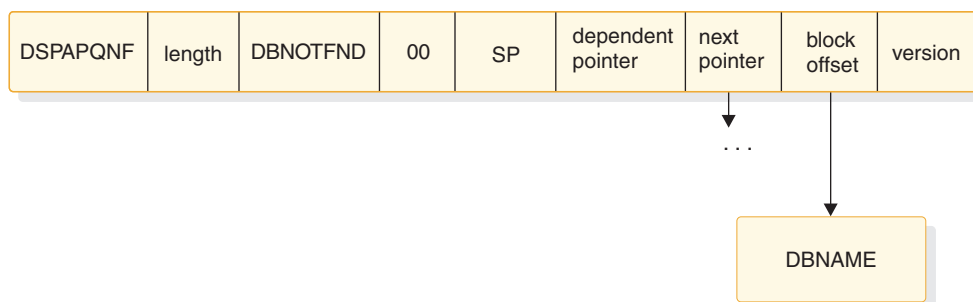 DSPAPQNF
length
DBNOTFND
00
SP
dependent
pointer
next
pointer
block
offset
version
. . .
DBNAME